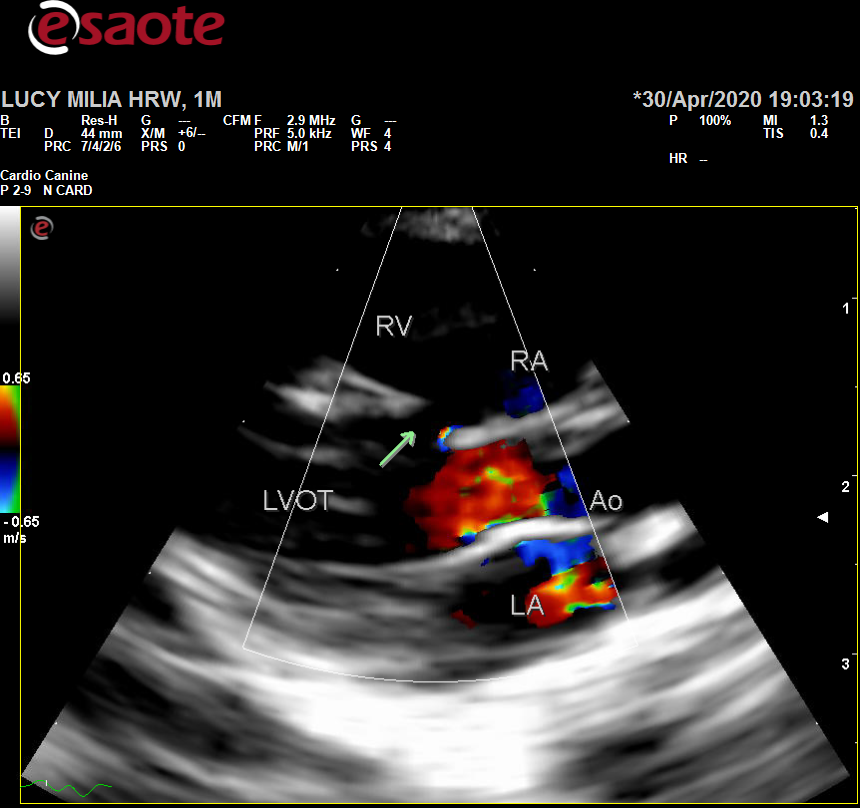 esaote
LUCY MILIA HRW, 1M *30/Apr/2020 19:03:19
B Res-H G --- CFM F 2.9 MHz G --- P 100% MI 1.3
TEI D 44 mm X/M +6/-- PRF 5.0 kHz WF 4 TIS 0.4
PRC 7/4/2/6 PRS 0 PRC M/1 PRS 4
HR --
Cardio Canine
P 2-9 N CARD
e
1
RV
RA
0.65
2
LVOT
Ao
- 0.65
m/s
LA
3